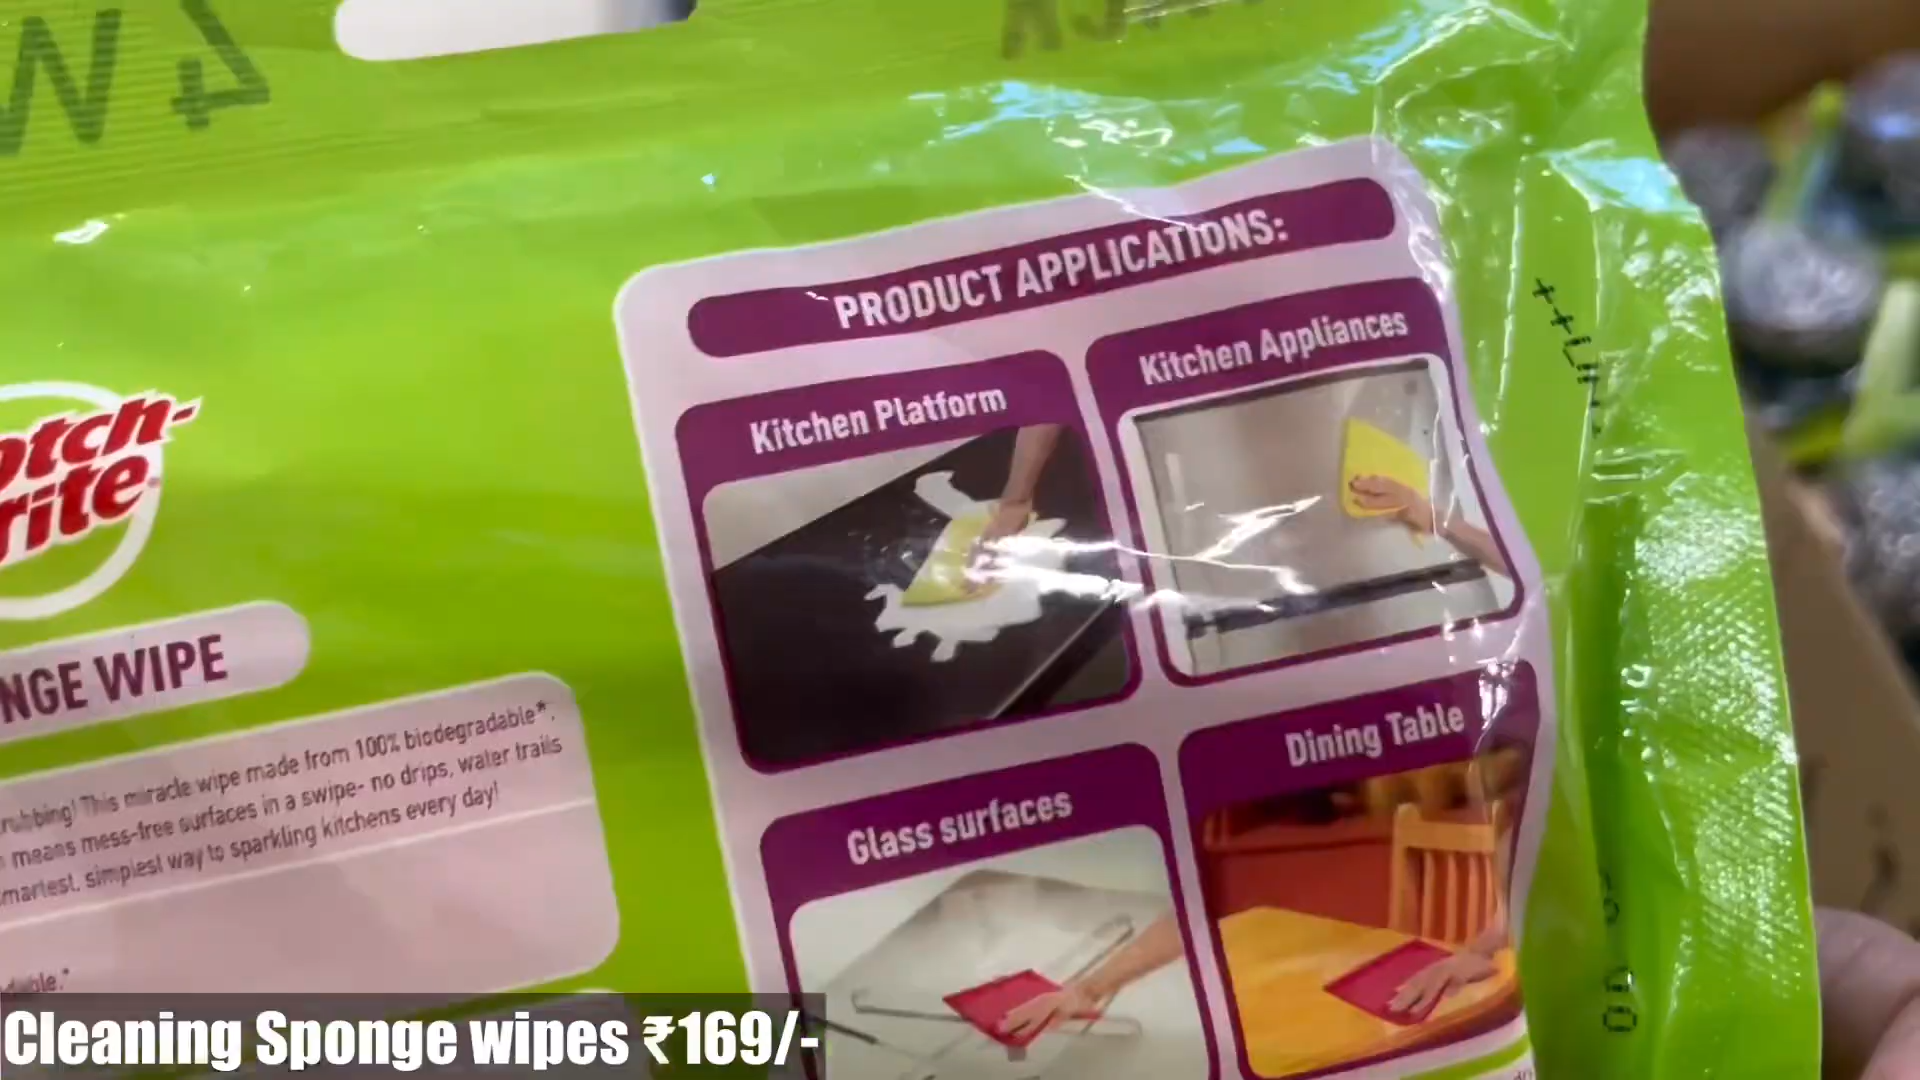 PRODUCT APPLICATIONS:
Kitchen Platform
Kitchen Appliances
Glass surfaces
Dining Table
otch-
rite
NGE WIPE
rubbing! This miracle wipe made from 100% biodegradable*.
means mess-free surfaces in a swipe- no drips, water trails
martest, simplest way to sparkling kitchens every day!
Cleaning Sponge wipes ₹169/-